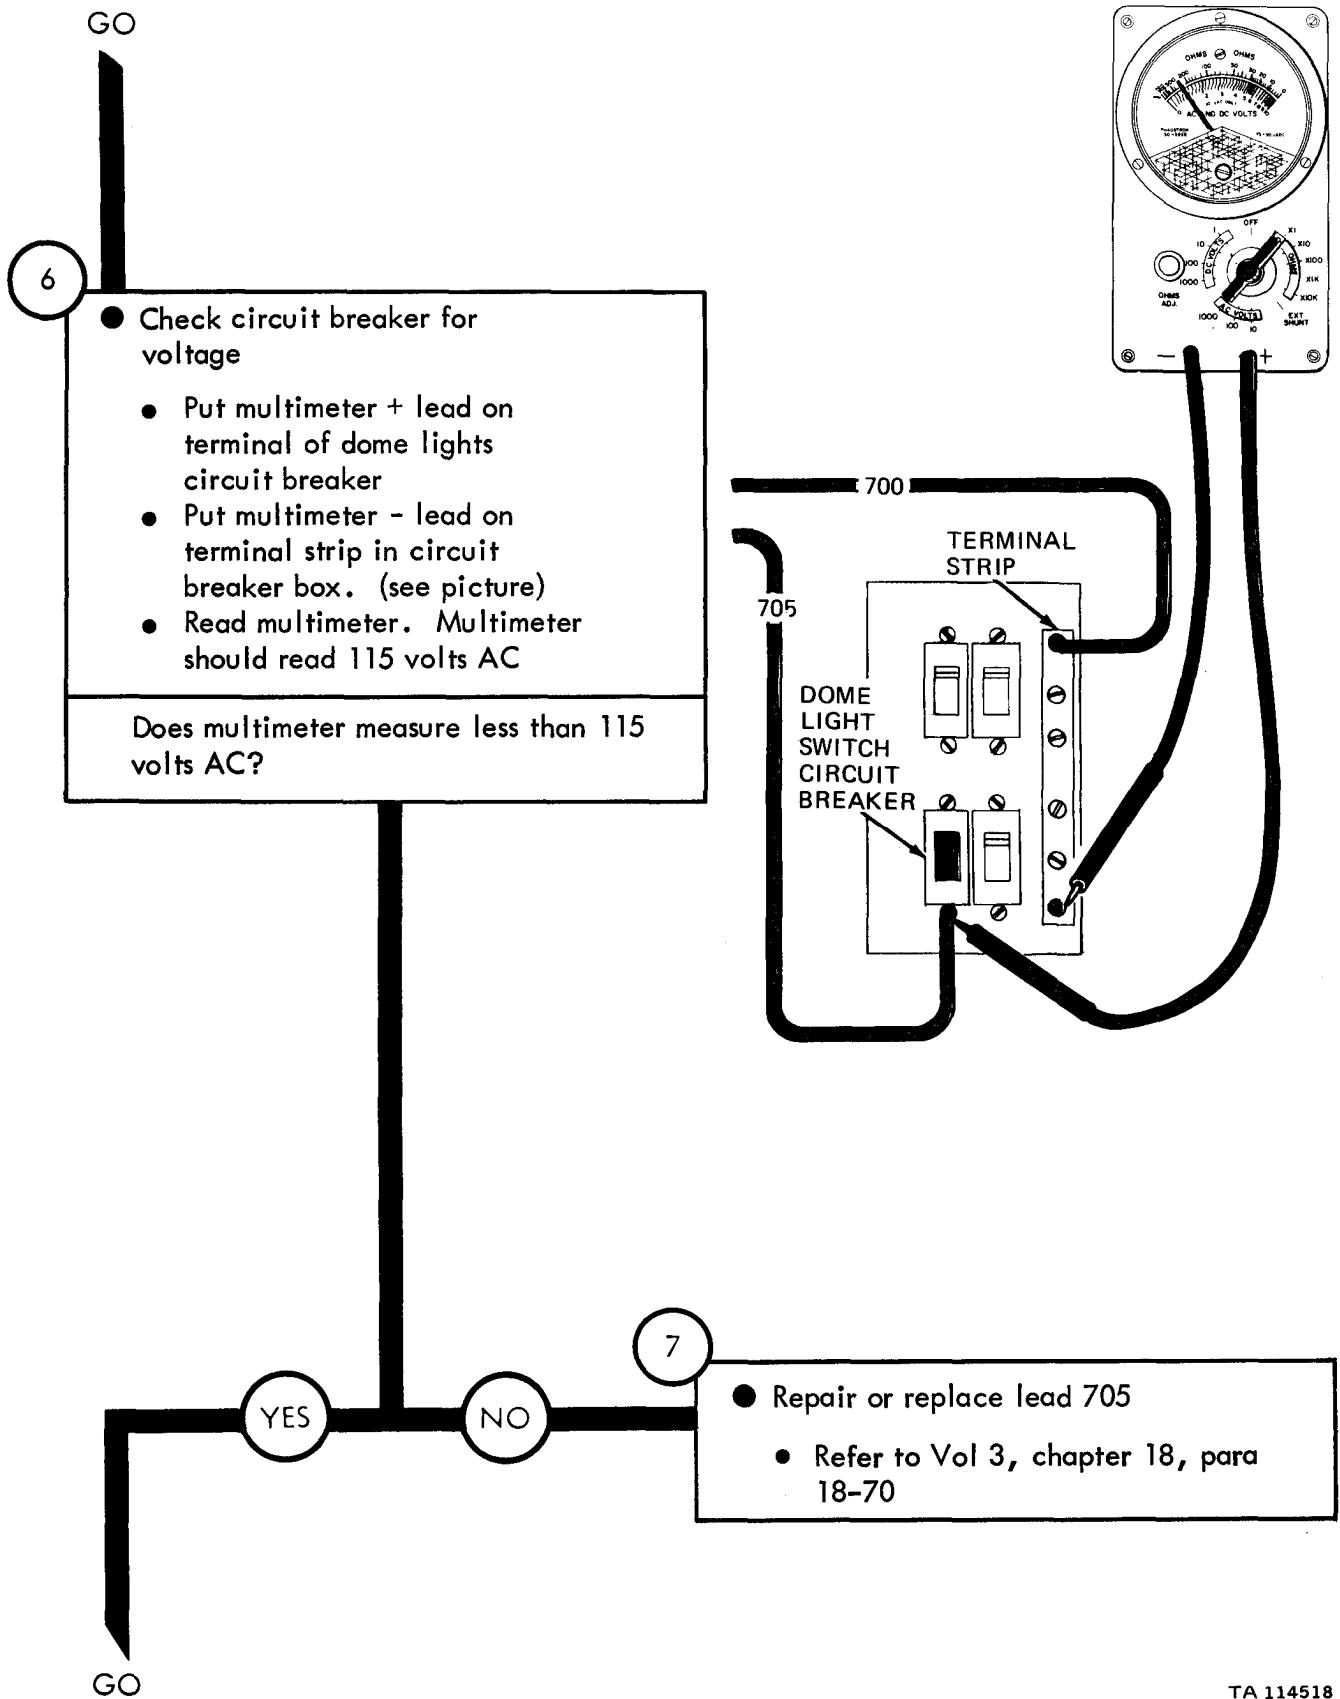 GO
6
● Check circuit breaker for
voltage
● Put multimeter + lead on
terminal of dome lights
circuit breaker
● Put multimeter - lead on
terminal strip in circuit
breaker box. (see picture)
● Read multimeter. Multimeter
should read 115 volts AC
Does multimeter measure less than 115
volts AC?
OHMS OHMS
AC AND DC VOLTS
OFF
DC VOLTS
1
10
100
1000
OHMS
X1
X10
X100
X1K
X10K
OHMS
ADJ.
AC VOLTS
1000
100
10
EXT
SHUNT
- +
700
705
TERMINAL
STRIP
DOME
LIGHT
SWITCH
CIRCUIT
BREAKER
YES
NO
7
● Repair or replace lead 705
● Refer to Vol 3, chapter 18, para
18-70
GO
TA 114518